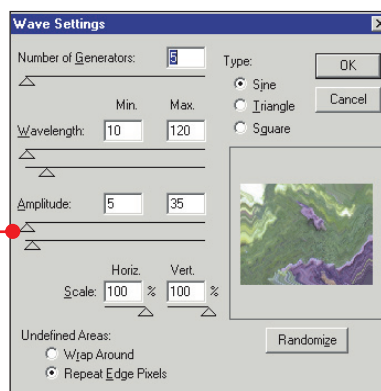 Wave Settings
Number of Generators: 5
Type:
Sine
Triangle
Square
OK
Cancel
Min. Max.
Wavelength: 10 120
Amplitude: 5 35
Horiz. Vert.
Scale: 100 % 100 %
Undefined Areas:
Wrap Around
Repeat Edge Pixels
Randomize